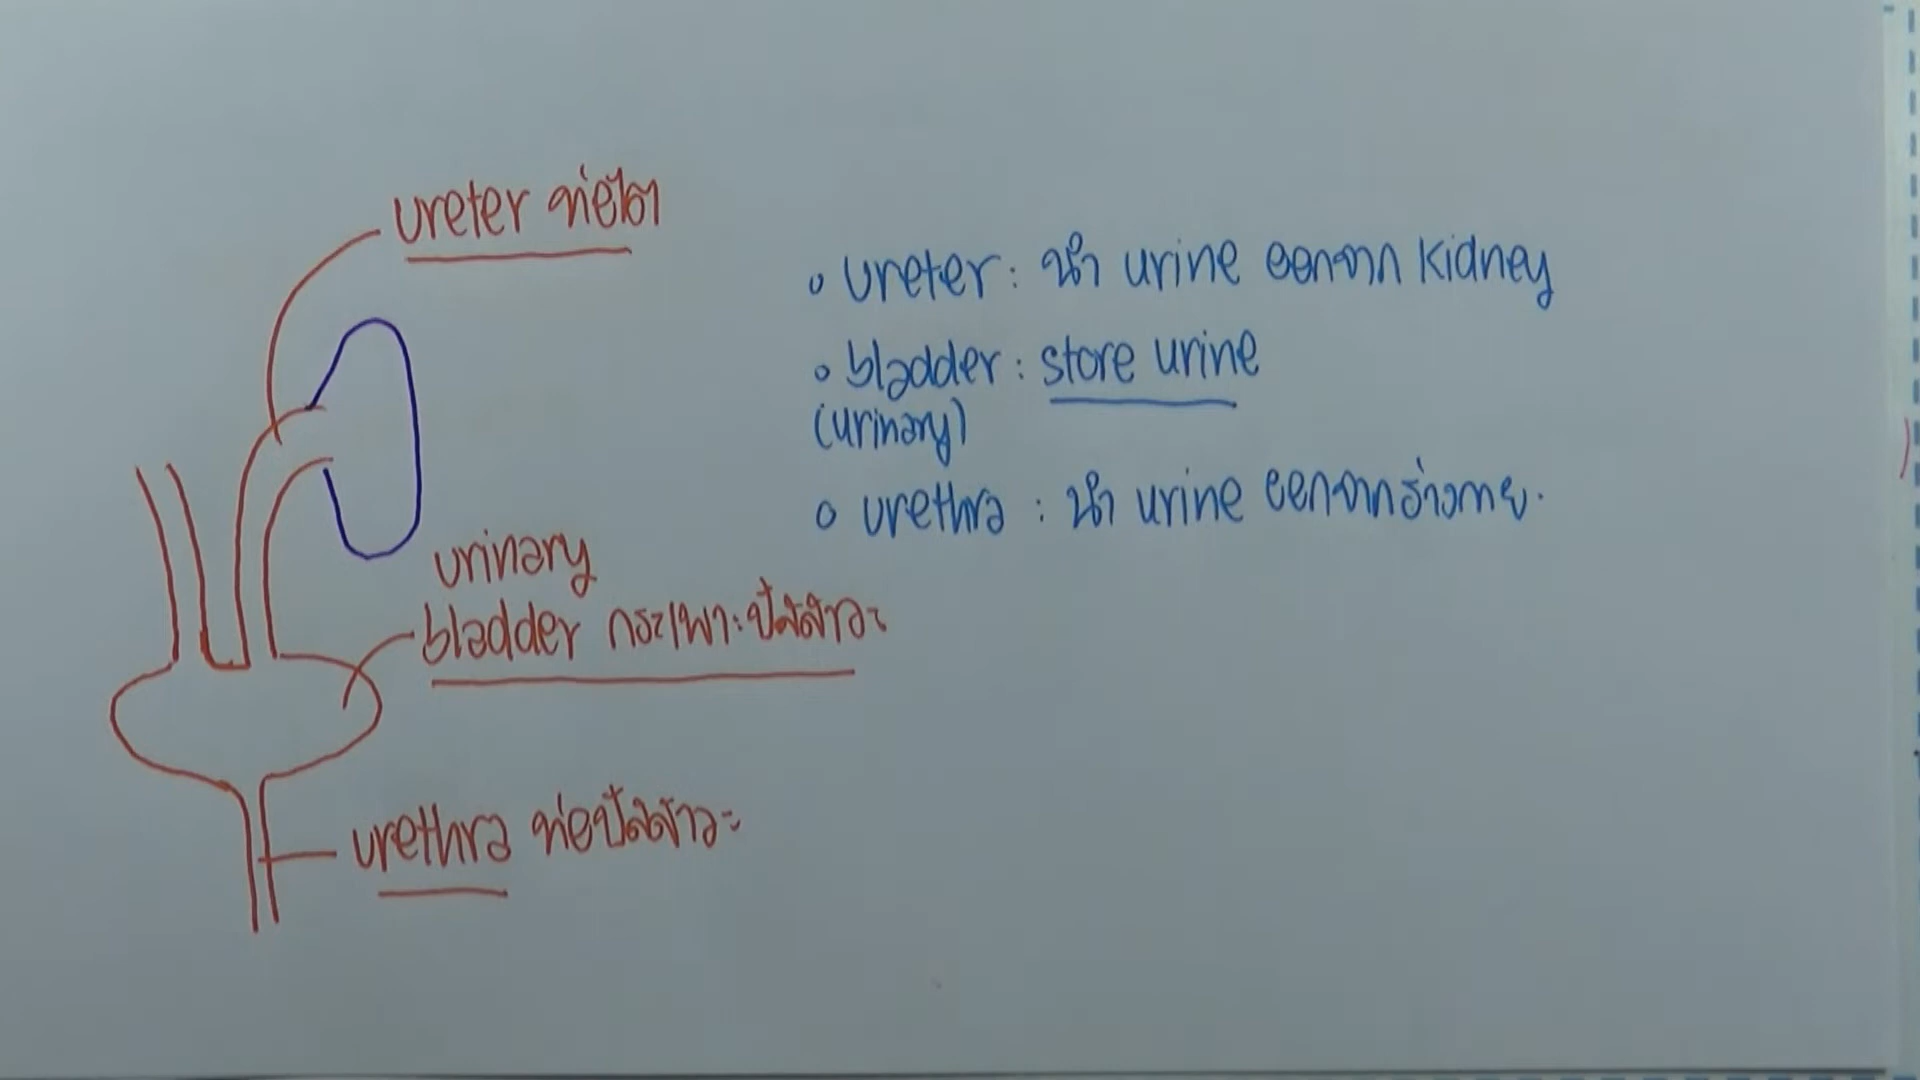 ureter ท่อไต
urinary
bladder กระเพาะปัสสาวะ
urethra ท่อปัสสาวะ
ureter: นำ urine ออกจาก kidney
bladder: store urine
(urinary)
urethra : นำ urine ออกจากร่างกาย.